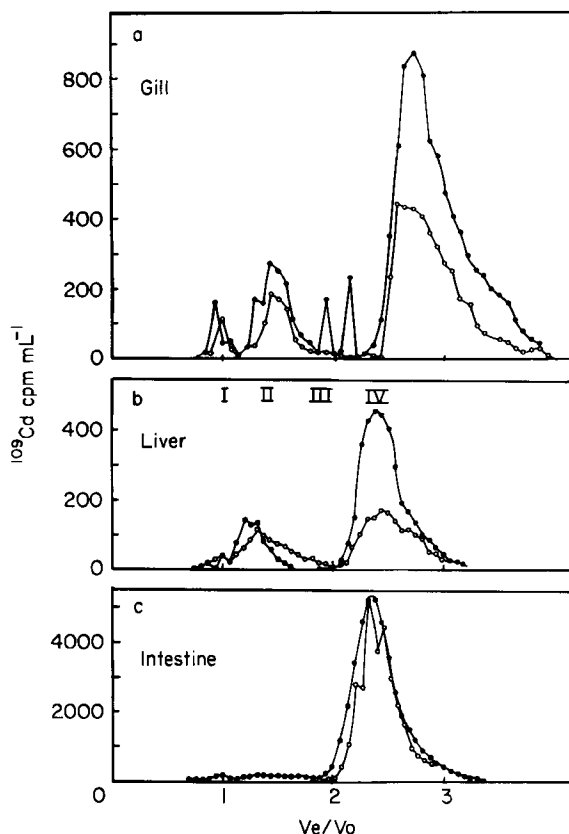 a
Gill
800
600
400
200
0
I II III IV
b
Liver
400
200
0
c
Intestine
4000
2000
0
0 1 2 3
Ve/Vo
¹⁰⁹Cd cpm mL⁻¹